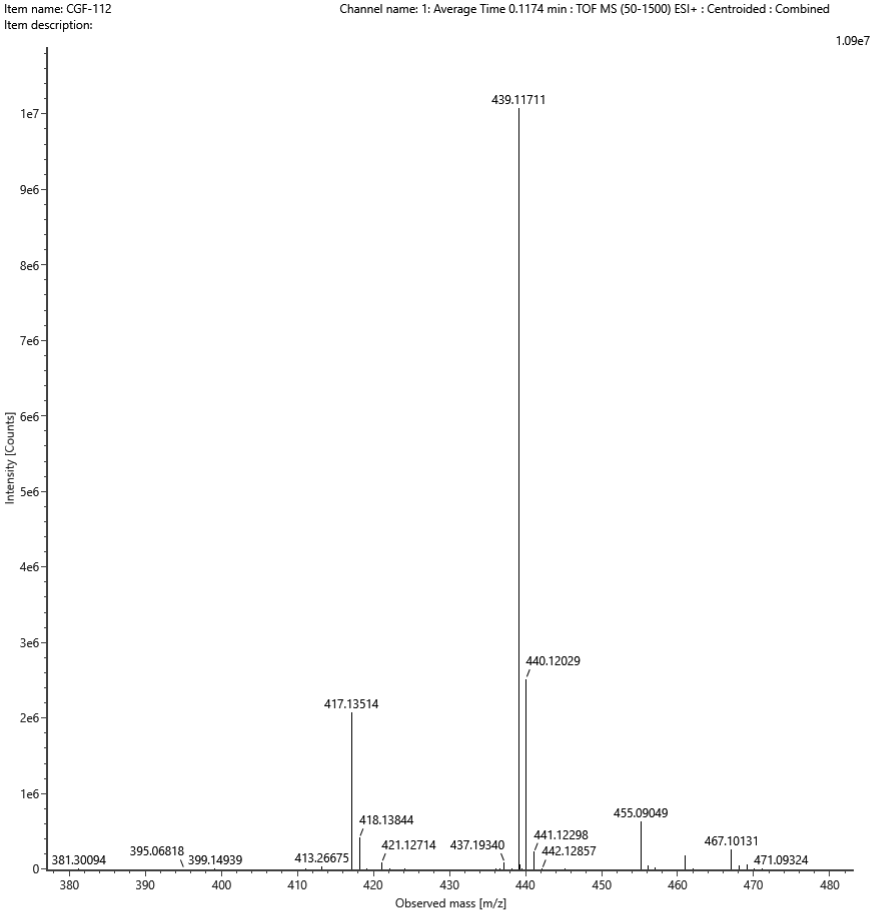 Item name: CGF-112
Channel name: 1: Average Time 0.1174 min : TOF MS (50-1500) ESI+ : Centroided : Combined
Item description:
1.09e7
439.11711
1e7
9e6
8e6
7e6
6e6
Intensity [Counts]
5e6
4e6
3e6
440.12029
417.13514
2e6
1e6
455.09049
418.13844
441.12298
421.12714
437.19340
467.10131
395.06818
413.26675
442.12857
381.30094
399.14939
471.09324
0
380
390
400
410
420
430
440
450
460
470
480
Observed mass [m/z]